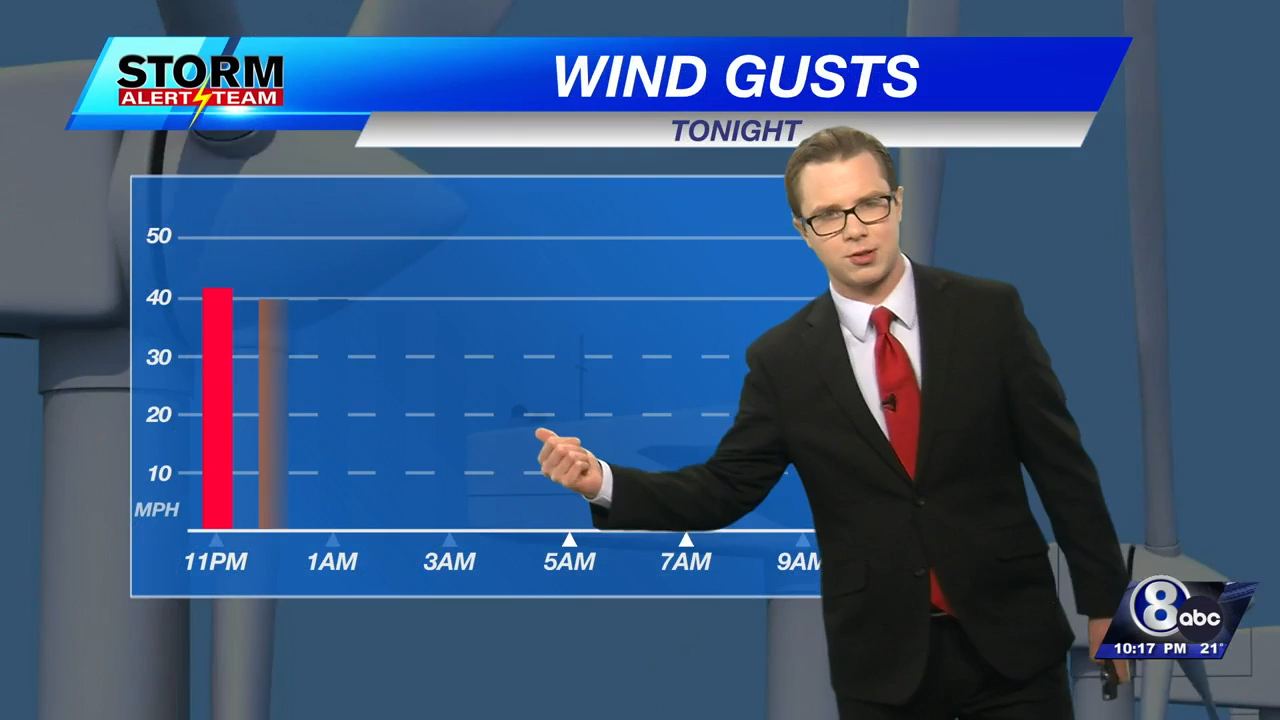 STORM
ALERT TEAM
WIND GUSTS
TONIGHT
50
40
30
20
10
MPH
11PM 1AM 3AM 5AM 7AM 9AM
8 abc
10:17 PM 21°